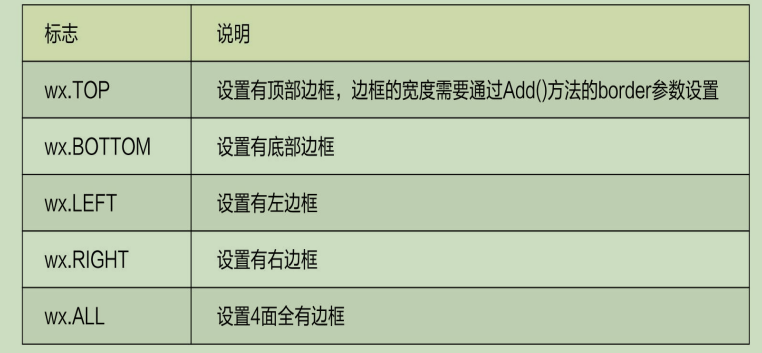 标志 说明
wx.TOP 设置有顶部边框，边框的宽度需要通过Add()方法的border参数设置
wx.BOTTOM 设置有底部边框
wx.LEFT 设置有左边框
wx.RIGHT 设置有右边框
wx.ALL 设置4面全有边框